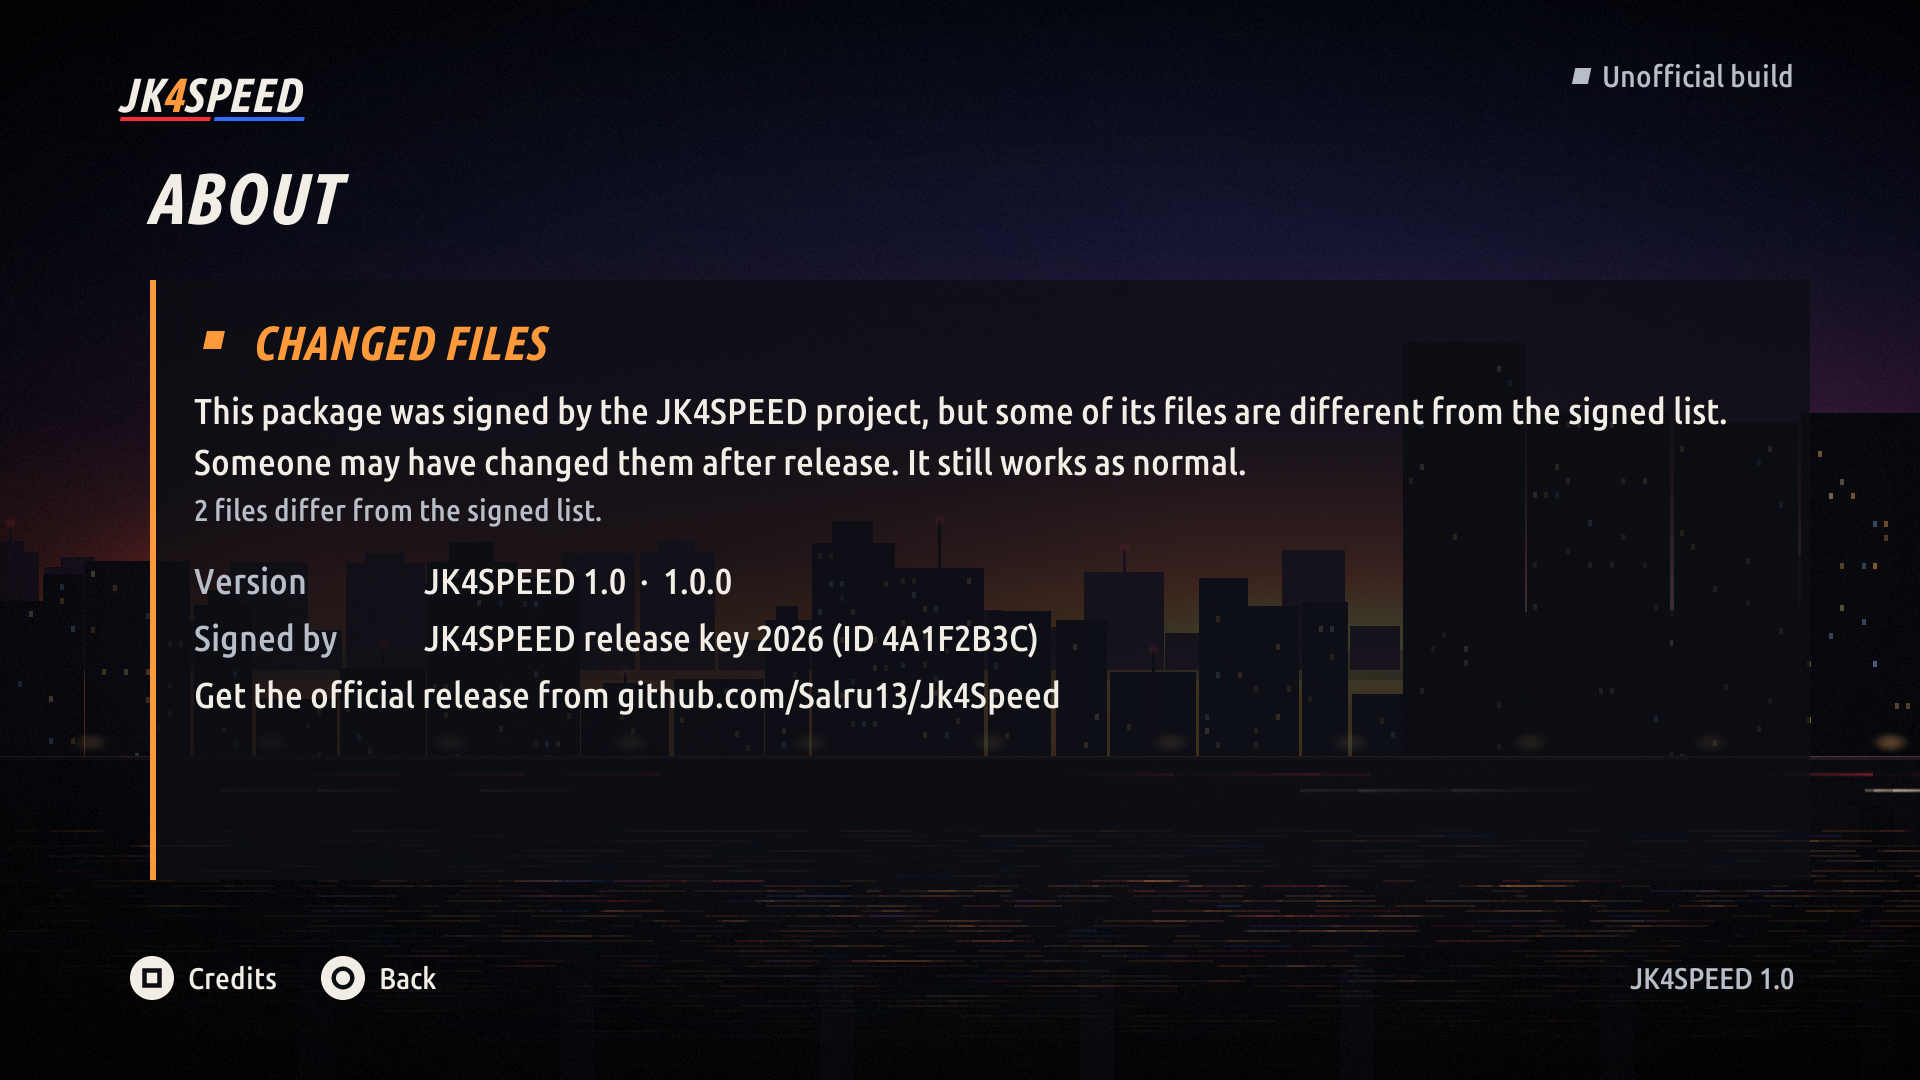 JK4SPEED
Unofficial build
ABOUT
CHANGED FILES
This package was signed by the JK4SPEED project, but some of its files are different from the signed list.
Someone may have changed them after release. It still works as normal.
2 files differ from the signed list.
Version JK4SPEED 1.0 · 1.0.0
Signed by JK4SPEED release key 2026 (ID 4A1F2B3C)
Get the official release from github.com/Salru13/Jk4Speed
Credits Back
JK4SPEED 1.0